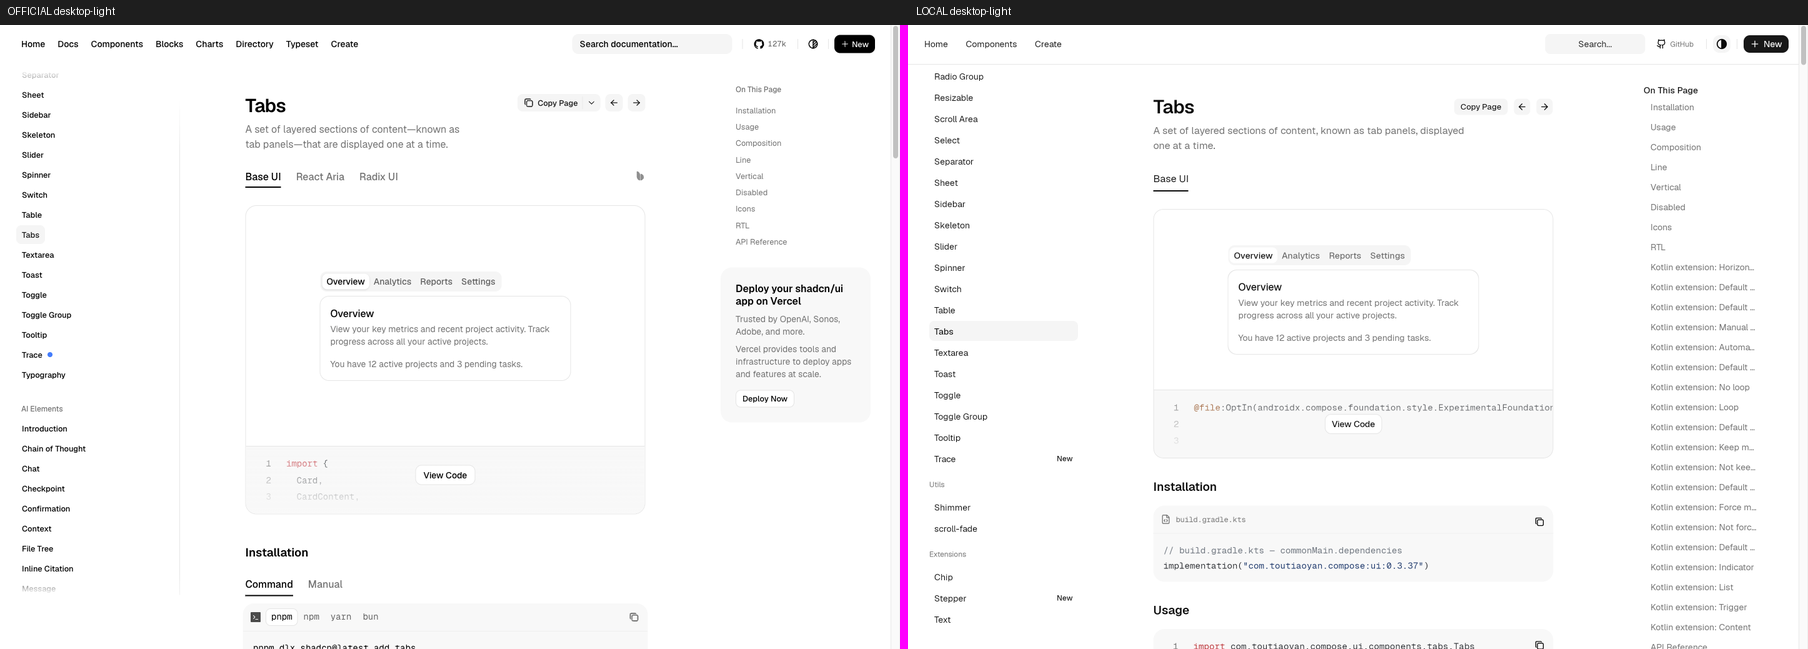 OFFICIAL desktop-light
Home Docs Components Blocks Charts Directory Typeset Create
Search documentation...
127k
+ New
Separator
Sheet
Sidebar
Skeleton
Slider
Spinner
Switch
Table
Tabs
Textarea
Toast
Toggle
Toggle Group
Tooltip
Trace
Typography
AI Elements
Introduction
Chain of Thought
Chat
Checkpoint
Confirmation
Context
File Tree
Inline Citation
Message
Tabs
Copy Page
A set of layered sections of content—known as
tab panels—that are displayed one at a time.
Base UI React Aria Radix UI
Overview Analytics Reports Settings
Overview
View your key metrics and recent project activity. Track
progress across all your active projects.
You have 12 active projects and 3 pending tasks.
1 import {
2 Card,
3 CardContent,
View Code
Installation
Command Manual
pnpm npm yarn bun
pnpm dlx shadcn@latest add tabs
On This Page
Installation
Usage
Composition
Line
Vertical
Disabled
Icons
RTL
API Reference
Deploy your shadcn/ui
app on Vercel
Trusted by OpenAI, Sonos,
Adobe, and more.
Vercel provides tools and
infrastructure to deploy apps
and features at scale.
Deploy Now
LOCAL desktop-light
Home Components Create
Search...
GitHub
+ New
Radio Group
Resizable
Scroll Area
Select
Separator
Sheet
Sidebar
Skeleton
Slider
Spinner
Switch
Table
Tabs
Textarea
Toast
Toggle
Toggle Group
Tooltip
Trace New
Utils
Shimmer
scroll-fade
Extensions
Chip
Stepper New
Text
Tabs
Copy Page
A set of layered sections of content, known as tab panels, displayed
one at a time.
Base UI
Overview Analytics Reports Settings
Overview
View your key metrics and recent project activity. Track
progress across all your active projects.
You have 12 active projects and 3 pending tasks.
1 @file:OptIn(androidx.compose.foundation.style.ExperimentalFoundation
2
3
View Code
Installation
build.gradle.kts
// build.gradle.kts — commonMain.dependencies
implementation("com.toutiaoyan.compose:ui:0.3.37")
Usage
1 import com.toutiaoyan.compose.ui.components.tabs.Tabs
On This Page
Installation
Usage
Composition
Line
Vertical
Disabled
Icons
RTL
Kotlin extension: Horizon...
Kotlin extension: Default ...
Kotlin extension: Default ...
Kotlin extension: Manual ...
Kotlin extension: Automa...
Kotlin extension: Default ...
Kotlin extension: No loop
Kotlin extension: Loop
Kotlin extension: Default ...
Kotlin extension: Keep m...
Kotlin extension: Not kee...
Kotlin extension: Default ...
Kotlin extension: Force m...
Kotlin extension: Not forc...
Kotlin extension: Default ...
Kotlin extension: Indicator
Kotlin extension: List
Kotlin extension: Trigger
Kotlin extension: Content
API Reference